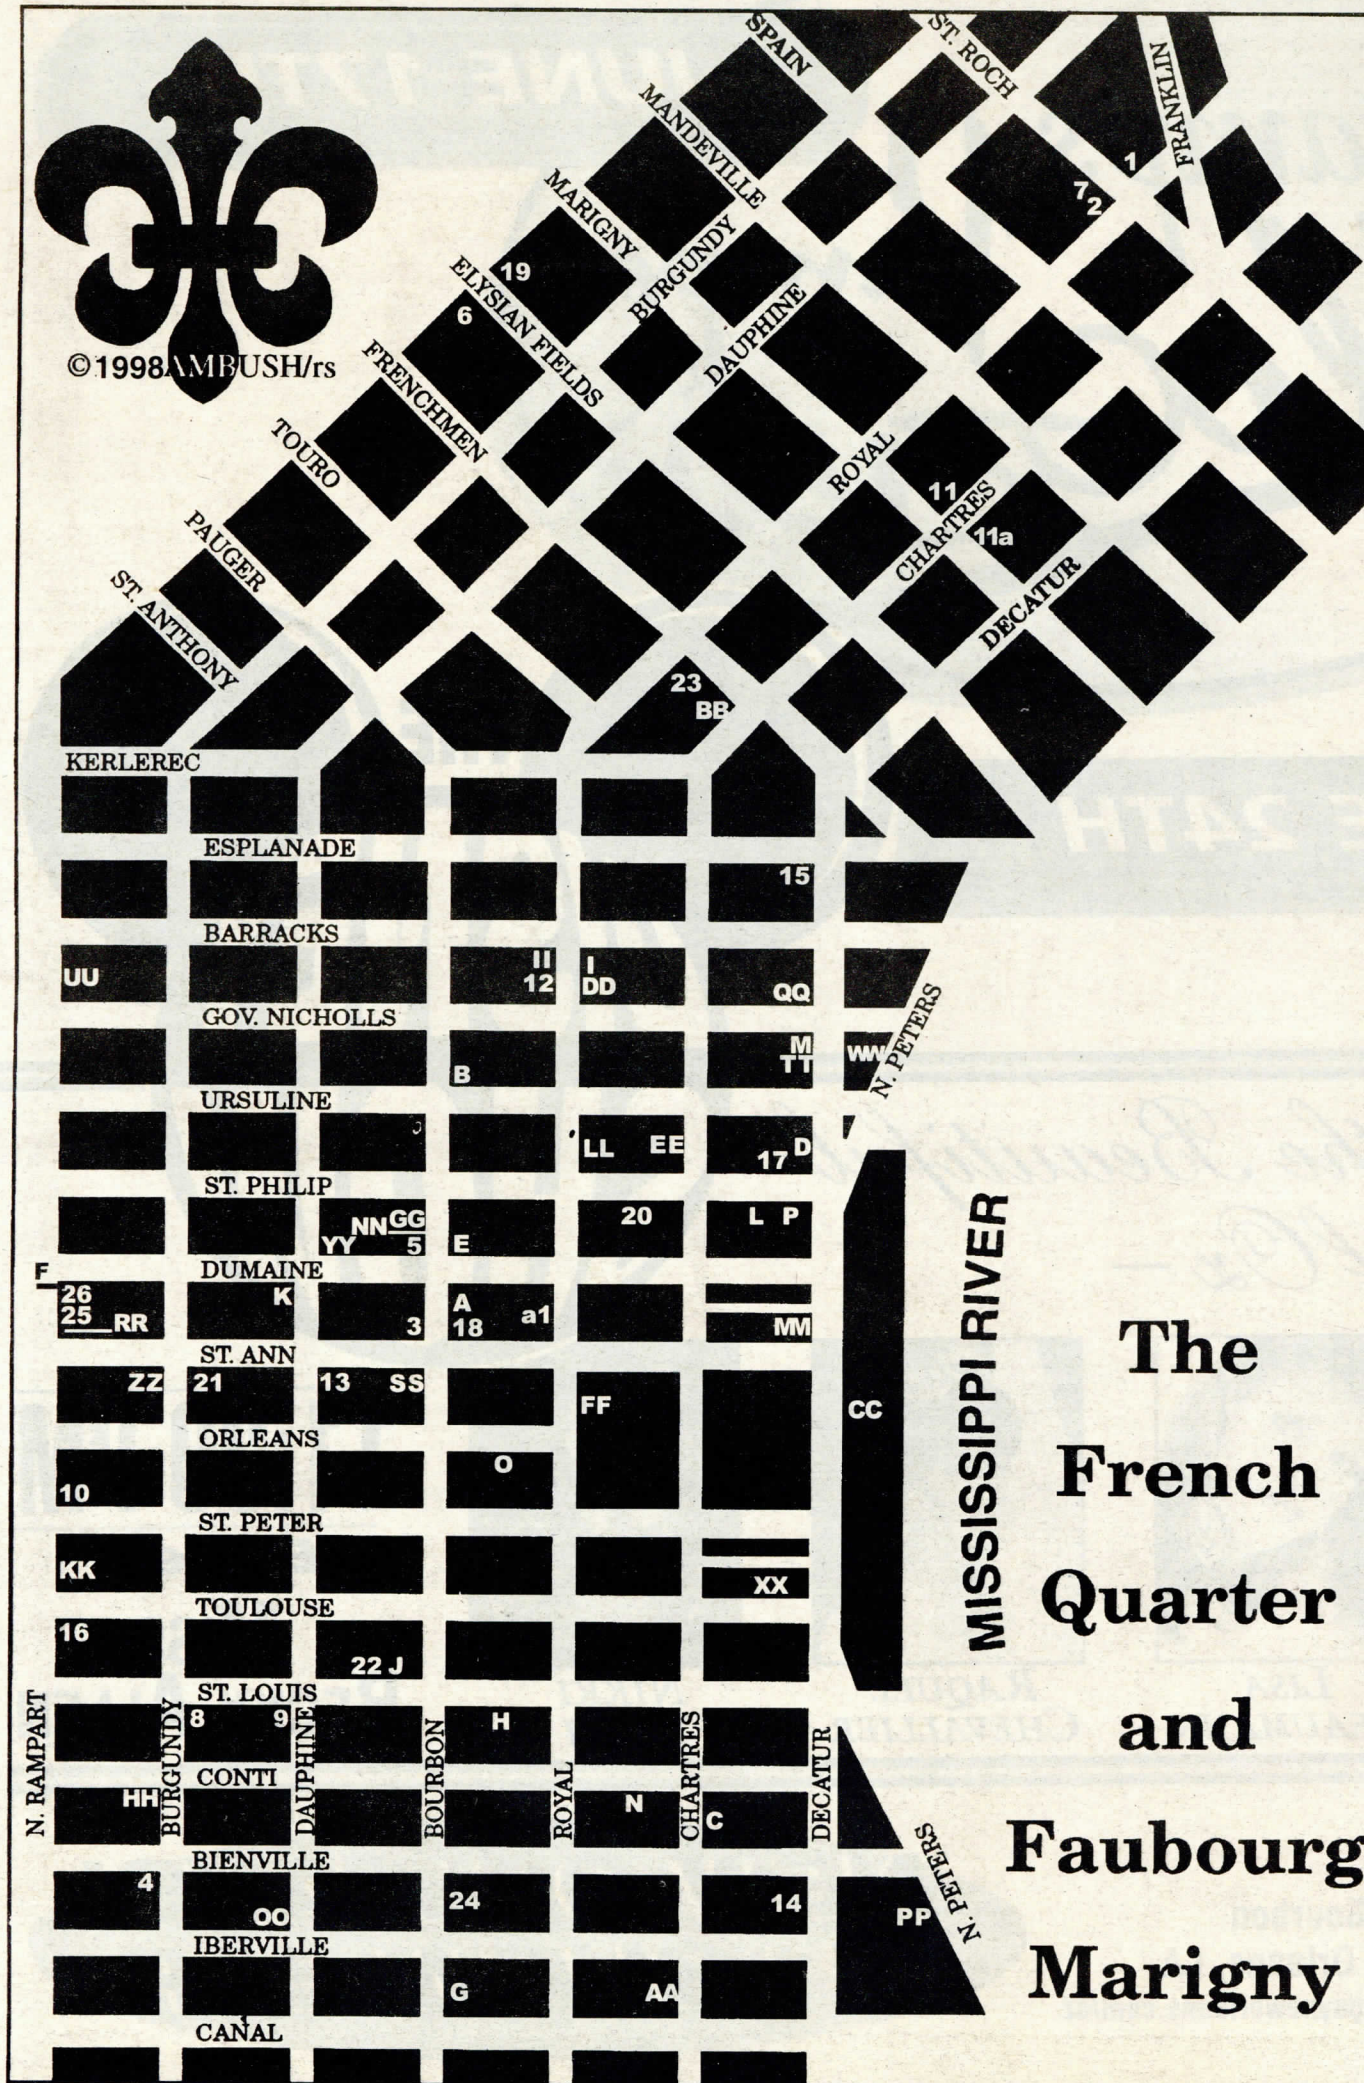 SPAIN
ST. ROCH
FRANKLIN
MANDEVILLE
MARIGNY
BURGUNDY
ELYSIAN FIELDS
DAUPHINE
FRENCHMEN
TOURO
ROYAL
PAUGER
CHARTRES
ST. ANTHONY
DECATUR
1
7
2
19
6
©1998AMBUSH/rs
11
11a
23
BB
KERLEREC
ESPLANADE
15
BARRACKS
UU
II
12
I
DD
QQ
GOV. NICHOLLS
N. PETERS
B
M
TT
WW
URSULINE
LL EE
17 D
ST. PHILIP
YY NN GG
5
E
20
L P
F
DUMAINE
26
25 RR
K
3
A
18
a1
MM
ST. ANN
ZZ
21
13 SS
FF
CC
MISSISSIPPI RIVER
ORLEANS
10
O
ST. PETER
KK
XX
TOULOUSE
16
22 J
ST. LOUIS
8 9
H
N. RAMPART
BURGUNDY
DAUPHINE
BOURBON
ROYAL
CHARTRES
DECATUR
CONTI
HH
N
C
BIENVILLE
4
OO
24
14
PP
N. PETERS
IBERVILLE
G
AA
CANAL
The
French
Quarter
and
Faubourg
Marigny